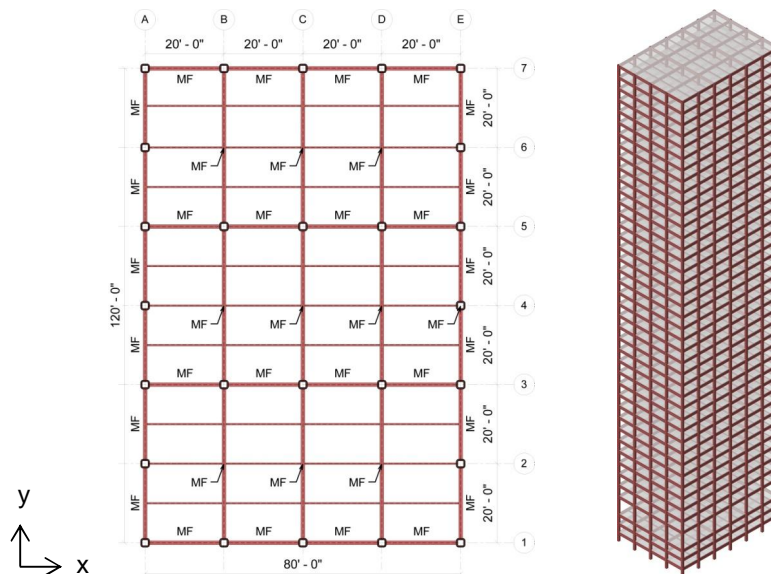 A B C D E
20' - 0" 20' - 0" 20' - 0" 20' - 0"
7
MF MF MF MF
MF MF
20' - 0"
6
MF MF MF
MF MF
20' - 0"
MF MF MF MF
5
MF MF
20' - 0"
120' - 0"
4
MF MF MF MF
MF MF
20' - 0"
MF MF MF MF
3
MF MF
20' - 0"
2
MF MF MF
MF MF
20' - 0"
MF MF MF MF
1
80' - 0"
y
x